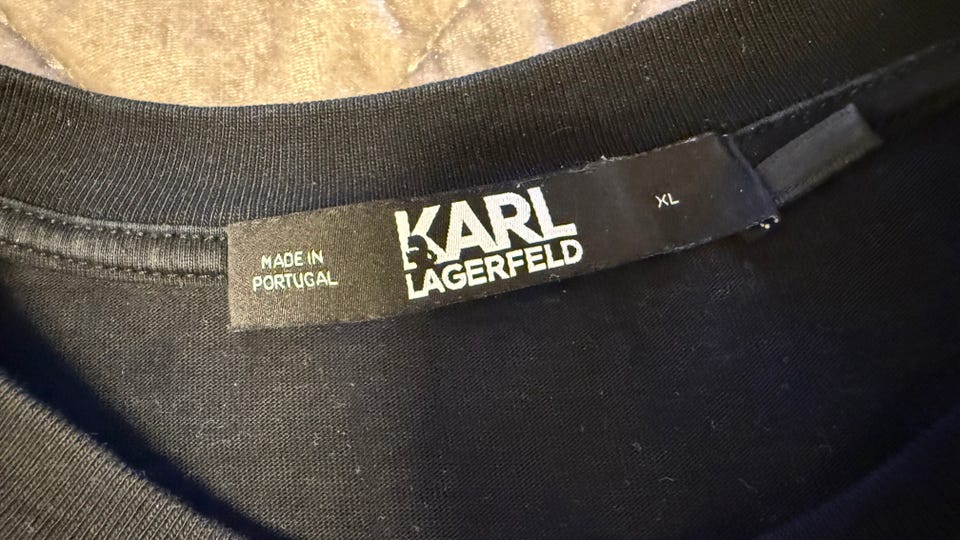 MADE IN
PORTUGAL
KARL
LAGERFELD
XL